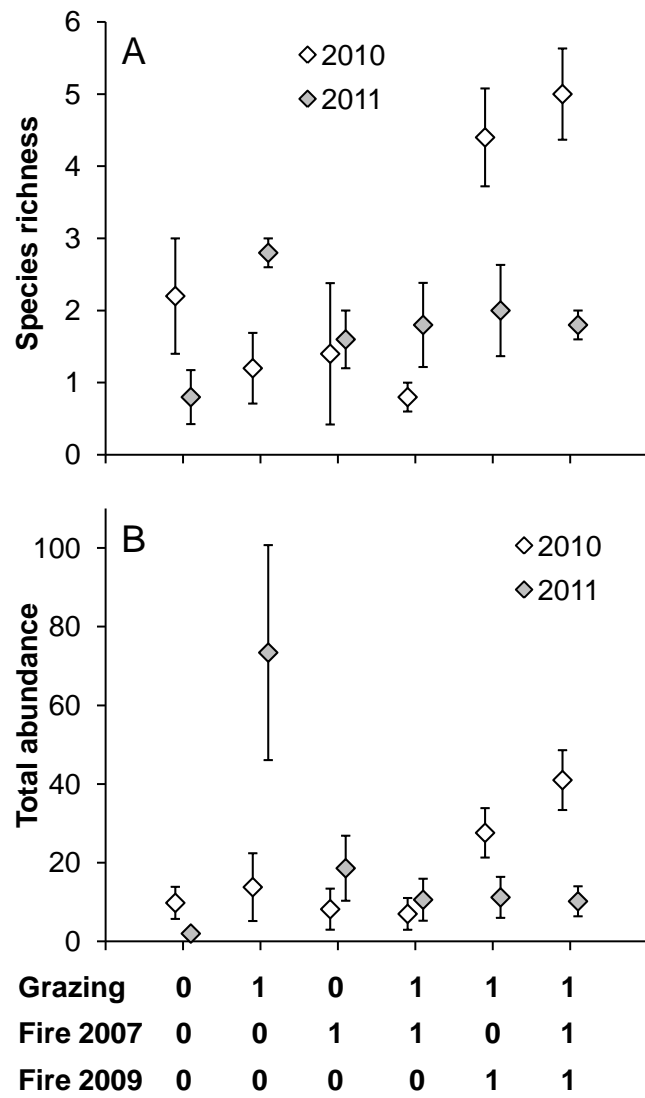 A
2010
2011
Species richness
6
5
4
3
2
1
0
B
2010
2011
Total abundance
100
80
60
40
20
0
Grazing 0 1 0 1 1 1
Fire 2007 0 0 1 1 0 1
Fire 2009 0 0 0 0 1 1